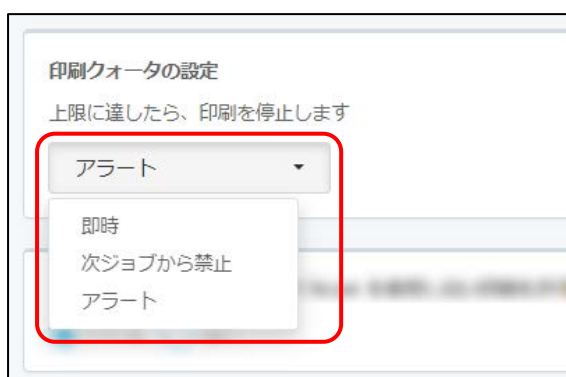 印刷クォータの設定
上限に達したら、印刷を停止します
アラート
即時
次ジョブから禁止
アラート